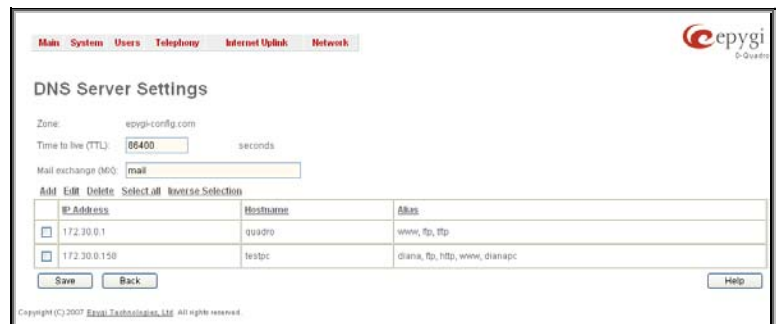 Main System Users Telephony Internet Uplink Network
epygi
DNS Server Settings
Zone: epygi-config.com
Time to live (TTL): 86400 seconds
Mail exchange (MX): mail
Add Edit Delete Select all Inverse Selection
IP Address Hostname Alias
172.30.0.1 quadro www, ftp, tftp
172.30.0.150 testpc diana, ftp, http, www, dianapc
Save Back Help
Copyright (C) 2007 Epygi Technologies, Ltd. All rights reserved.